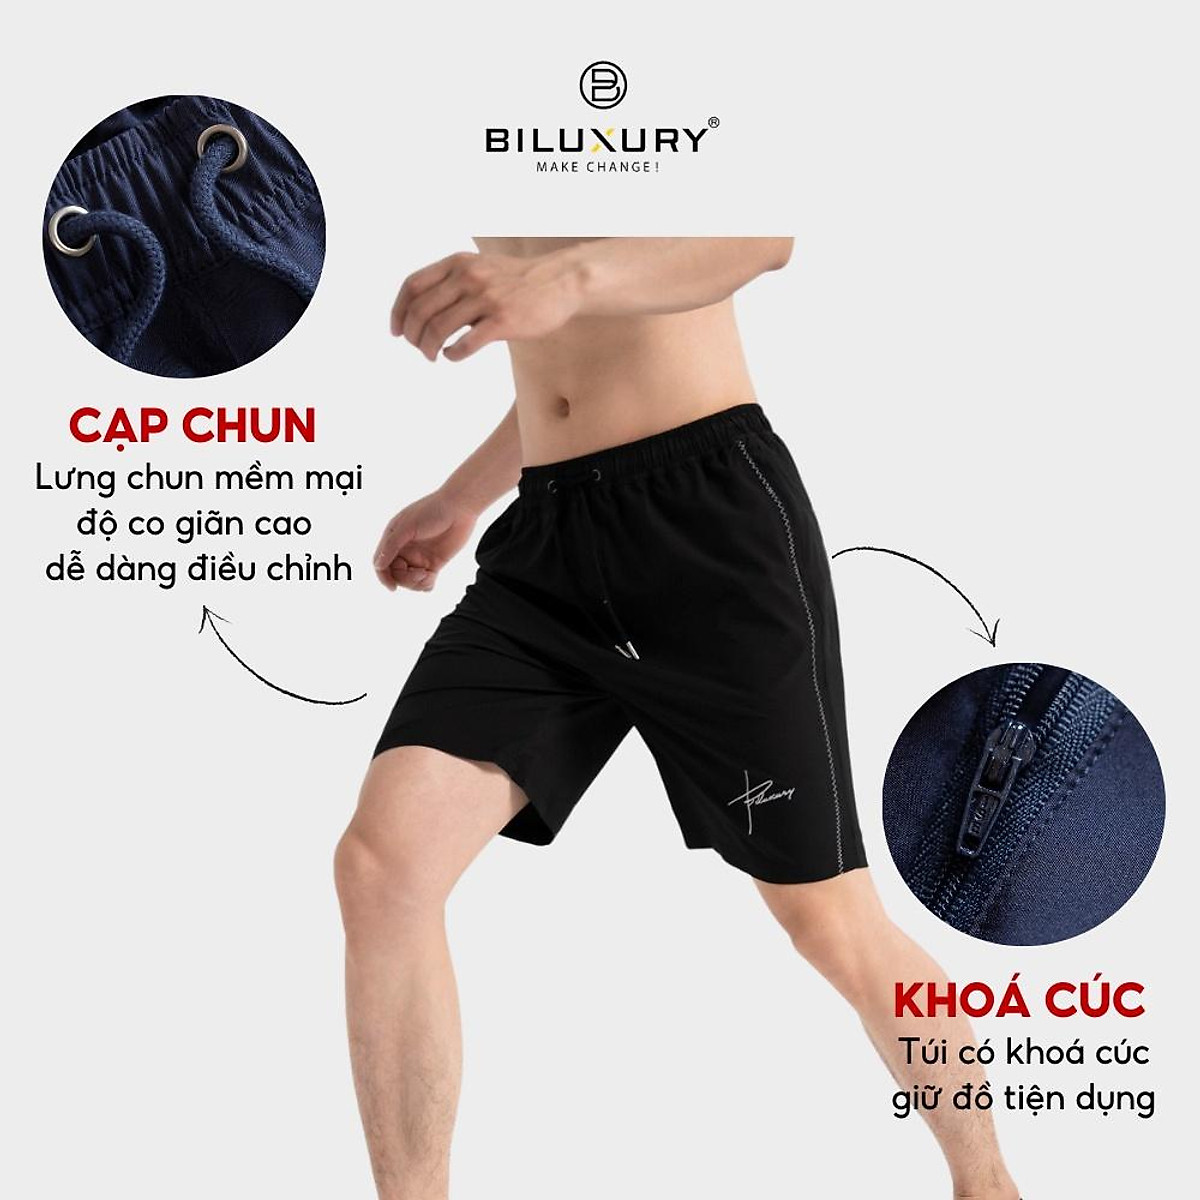 BILUXURY®
MAKE CHANGE!
CẠP CHUN
Lưng chun mềm mại
độ co giãn cao
dễ dàng điều chỉnh
Biluxury
KHOÁ CÚC
Túi có khoá cúc
giữ đồ tiện dụng